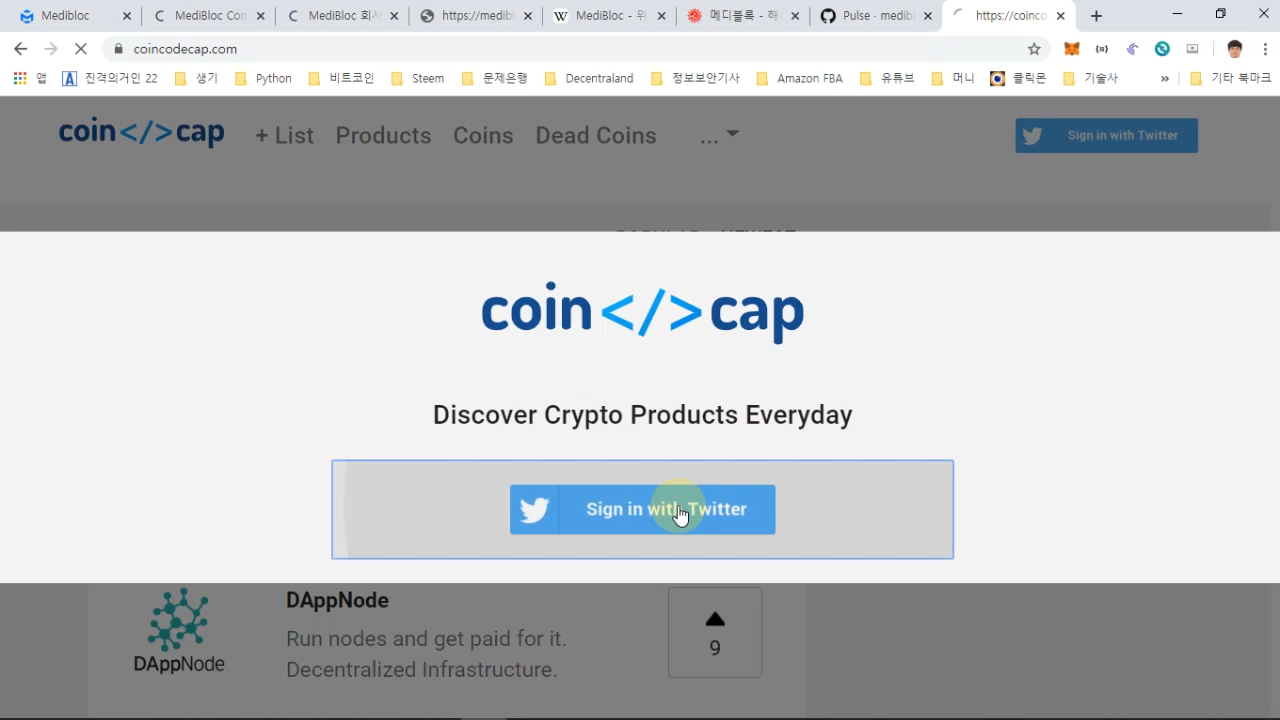 Medibloc
MediBloc Com
MediBloc 회사
https://medibl
MediBloc - 위
메디블록 - 해
Pulse · medibl
https://coinco
coincodecap.com
앱
진격의거인 22
생기
Python
비트코인
Steem
문제은행
Decentraland
정보보안기사
Amazon FBA
유튜브
머니
클릭몬
기술사
»
기타 북마크
coin</>cap
+ List
Products
Coins
Dead Coins
...
Sign in with Twitter
coin</>cap
Discover Crypto Products Everyday
Sign in with Twitter
DAppNode
DAppNode
Run nodes and get paid for it.
Decentralized Infrastructure.
9